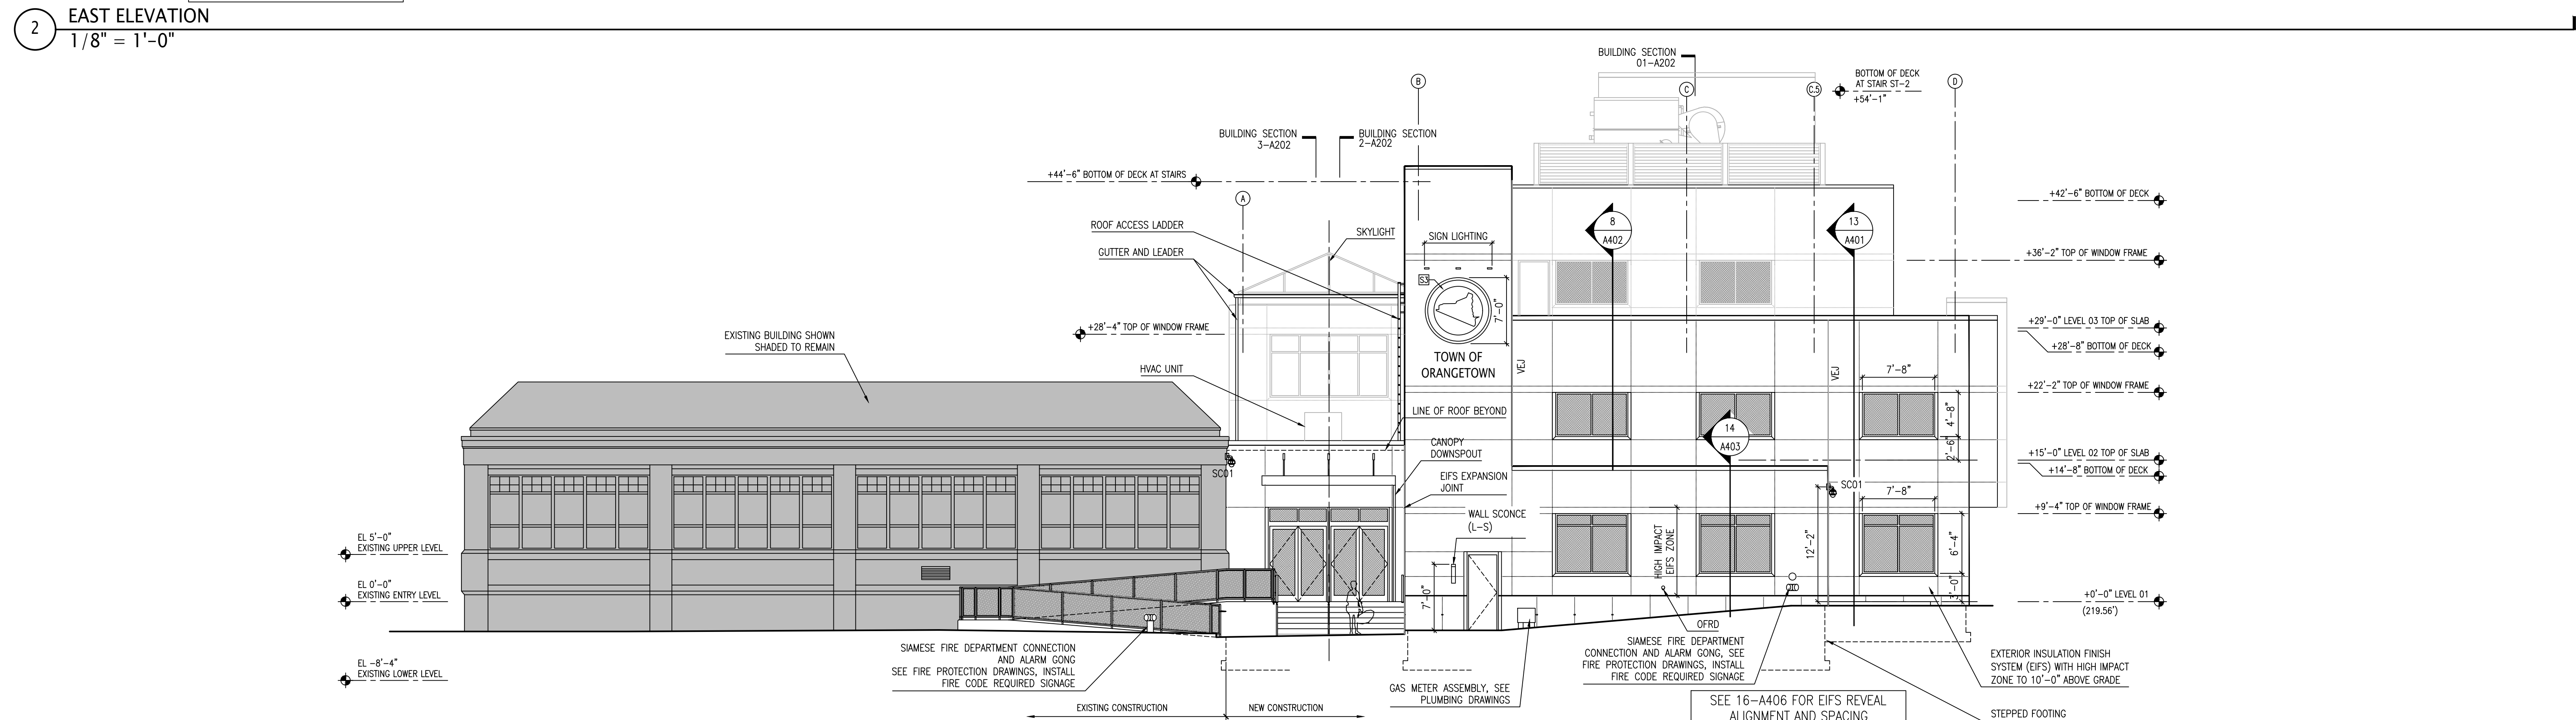 2
EAST ELEVATION
1/8" = 1'-0"
BUILDING SECTION
01-A202
B
C
C.5
BOTTOM OF DECK
AT STAIR ST-2
+54'-1"
D
BUILDING SECTION
3-A202
BUILDING SECTION
2-A202
+44'-6" BOTTOM OF DECK AT STAIRS
A
+42'-6" BOTTOM OF DECK
ROOF ACCESS LADDER
SKYLIGHT
SIGN LIGHTING
8
A402
13
A401
GUTTER AND LEADER
+36'-2" TOP OF WINDOW FRAME
S3
7'-0"
+28'-4" TOP OF WINDOW FRAME
+29'-0" LEVEL 03 TOP OF SLAB
+28'-8" BOTTOM OF DECK
EXISTING BUILDING SHOWN
SHADED TO REMAIN
TOWN OF
ORANGETOWN
VEJ
VEJ
HVAC UNIT
7'-8"
+22'-2" TOP OF WINDOW FRAME
LINE OF ROOF BEYOND
4'-8"
14
A403
CANOPY
DOWNSPOUT
2'-6"
+15'-0" LEVEL 02 TOP OF SLAB
+14'-8" BOTTOM OF DECK
SC01
EIFS EXPANSION
JOINT
SC01
7'-8"
WALL SCONCE
(L-S)
+9'-4" TOP OF WINDOW FRAME
HIGH IMPACT
EIFS ZONE
12'-2"
6'-4"
EL 5'-0"
EXISTING UPPER LEVEL
EL 0'-0"
EXISTING ENTRY LEVEL
7'-0"
3'-0"
+0'-0" LEVEL 01
(219.56')
OFRD
SIAMESE FIRE DEPARTMENT CONNECTION
AND ALARM GONG
SEE FIRE PROTECTION DRAWINGS, INSTALL
FIRE CODE REQUIRED SIGNAGE
SIAMESE FIRE DEPARTMENT
CONNECTION AND ALARM GONG, SEE
FIRE PROTECTION DRAWINGS, INSTALL
FIRE CODE REQUIRED SIGNAGE
EXTERIOR INSULATION FINISH
SYSTEM (EIFS) WITH HIGH IMPACT
ZONE TO 10'-0" ABOVE GRADE
EL -8'-4"
EXISTING LOWER LEVEL
GAS METER ASSEMBLY, SEE
PLUMBING DRAWINGS
EXISTING CONSTRUCTION
NEW CONSTRUCTION
SEE 16-A406 FOR EIFS REVEAL
ALIGNMENT AND SPACING
STEPPED FOOTING